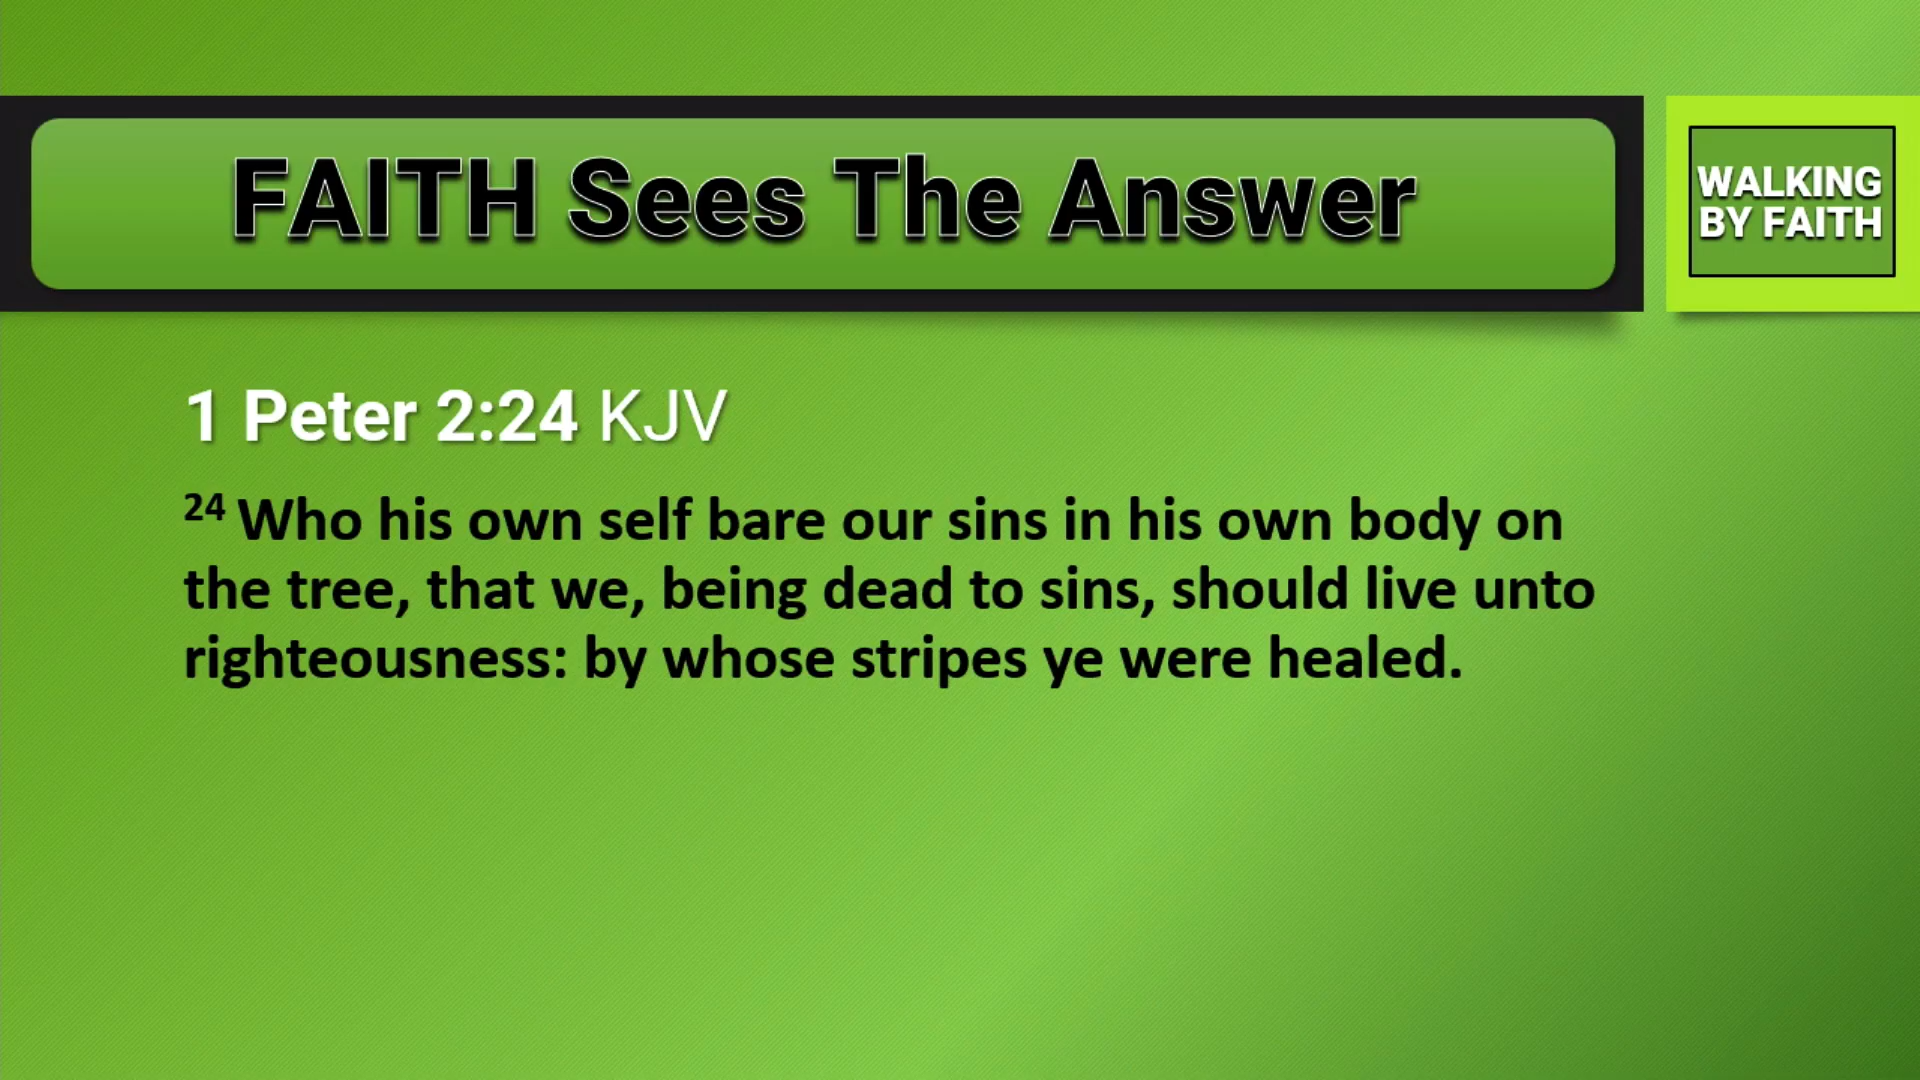 FAITH Sees The Answer
WALKING
BY FAITH
1 Peter 2:24 KJV
24 Who his own self bare our sins in his own body on
the tree, that we, being dead to sins, should live unto
righteousness: by whose stripes ye were healed.